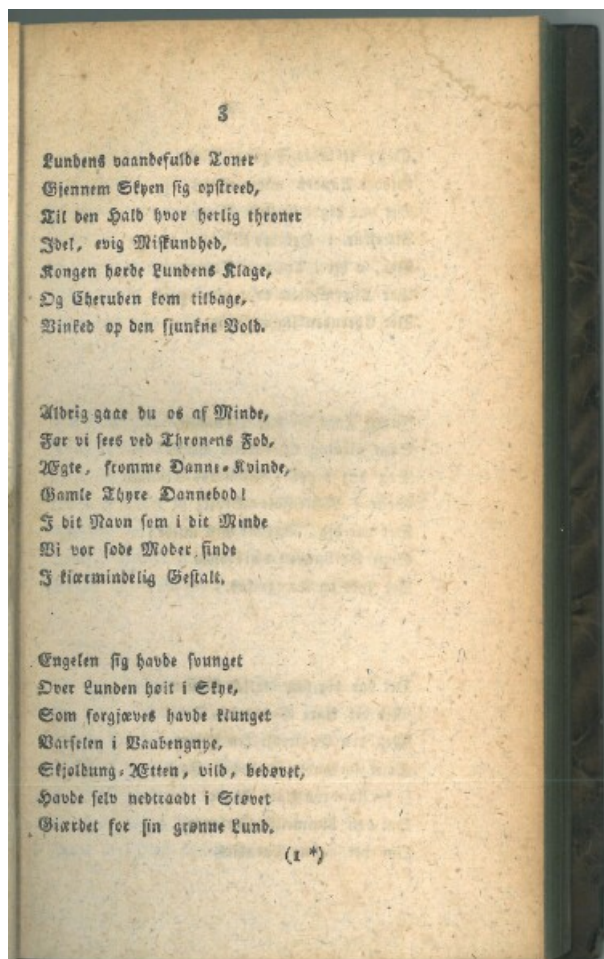 3
Lundens vaandefulde Toner
Gjennem Skyen sig opstreed,
Til den Hald hvor herlig throner
Idel, evig Miskundhed,
Kongen hørde Lundens Klage,
Og Cheruben kom tilbage,
Vinked op den sjunkne Vold.
Aldrig gaae du os af Minde,
Før vi sees ved Thronens Fod,
Ægte, fromme Danne-Kvinde,
Gamle Thyre Dannebod!
I dit Navn som i dit Minde
Vi vor søde Moder finde
I kiærmindelig Gestalt.
Engelen sig havde svunget
Over Lunden høit i Skye,
Som forgjæves havde klunget
Varselen i Vaabengnye,
Skjoldung-Ætten, vild, bedøvet,
Havde selv nedtraadt i Støvet
Giærdet for sin grønne Lund.
(1 *)